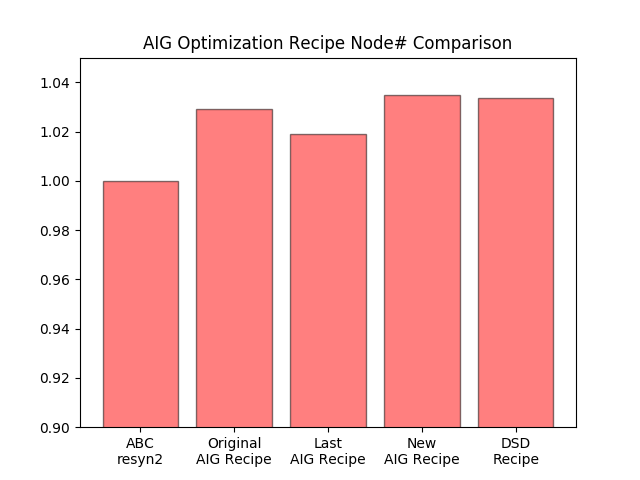 AIG Optimization Recipe Node# Comparison
1.04
1.02
1.00
0.98
0.96
0.94
0.92
0.90
ABC
resyn2
Original
AIG Recipe
Last
AIG Recipe
New
AIG Recipe
DSD
Recipe